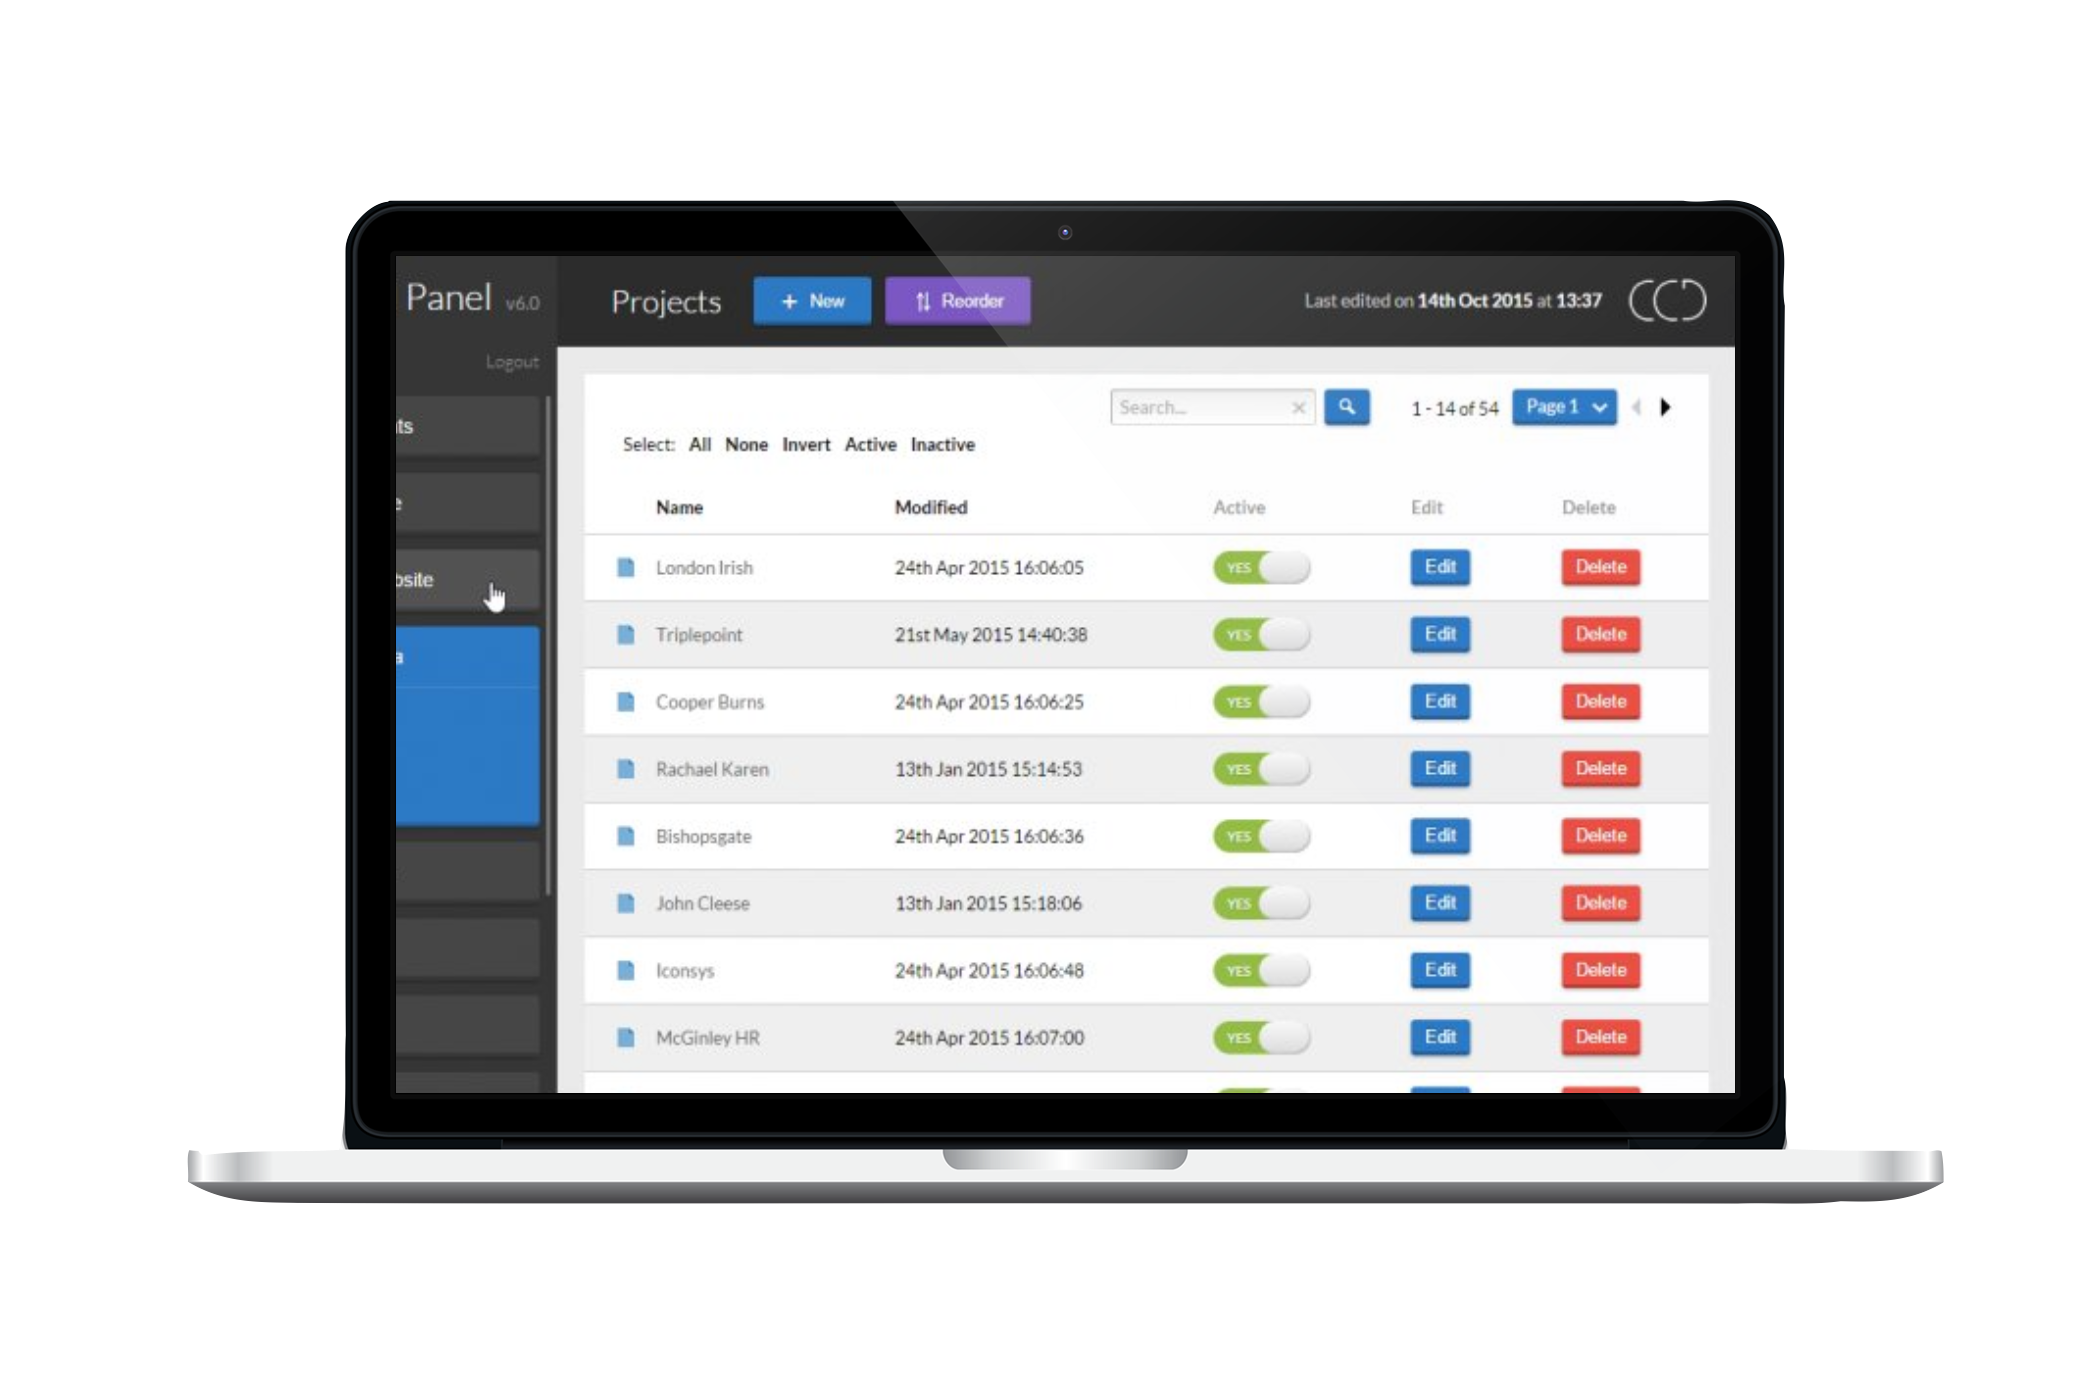 Panel v6.0
Projects
+ New
Reorder
Last edited on 14th Oct 2015 at 13:37
Logout
Search...
1 - 14 of 54
Page 1
Select: All None Invert Active Inactive
Name Modified Active Edit Delete
London Irish 24th Apr 2015 16:06:05 YES Edit Delete
Triplepoint 21st May 2015 14:40:38 YES Edit Delete
Cooper Burns 24th Apr 2015 16:06:25 YES Edit Delete
Rachael Karen 13th Jan 2015 15:14:53 YES Edit Delete
Bishopsgate 24th Apr 2015 16:06:36 YES Edit Delete
John Cleese 13th Jan 2015 15:18:06 YES Edit Delete
Iconsys 24th Apr 2015 16:06:48 YES Edit Delete
McGinley HR 24th Apr 2015 16:07:00 YES Edit Delete